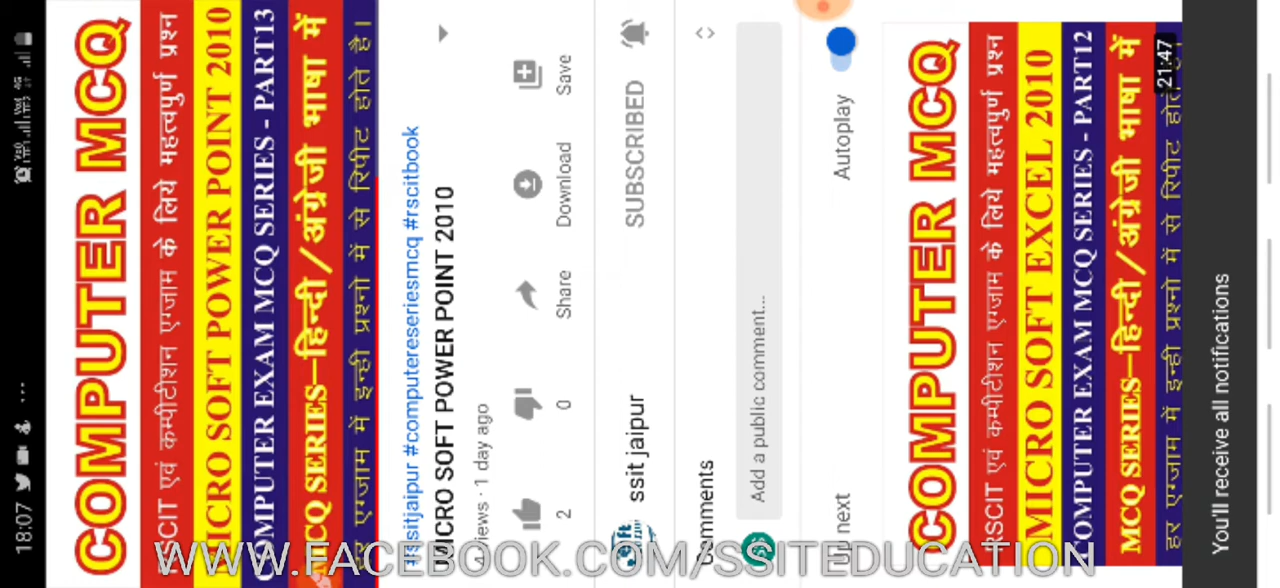 18:07 ...
COMPUTER MCQ
RSCIT एवं कम्पीटीशन एग्जाम के लिये महत्वपूर्ण प्रश्न
MICRO SOFT POWER POINT 2010
COMPUTER EXAM MCQ SERIES - PART13
MCQ SERIES–हिन्दी/अंग्रेजी भाषा में
हर एग्जाम में इन्ही प्रश्नो में से रिपीट होते है।
#ssitjaipur #computereseriesmcq #rscitbook
MICRO SOFT POWER POINT 2010
views · 1 day ago
2 0 Share Download Save
ssit jaipur SUBSCRIBED
Comments
Add a public comment...
Up next Autoplay
COMPUTER MCQ
RSCIT एवं कम्पीटीशन एग्जाम के लिये महत्वपूर्ण प्रश्न
MICRO SOFT EXCEL 2010
COMPUTER EXAM MCQ SERIES - PART12
MCQ SERIES–हिन्दी/अंग्रेजी भाषा में
हर एग्जाम में इन्ही प्रश्नो में से रिपीट होते
21:47
You'll receive all notifications
WWW.FACEBOOK.COM/SSITEDUCATION